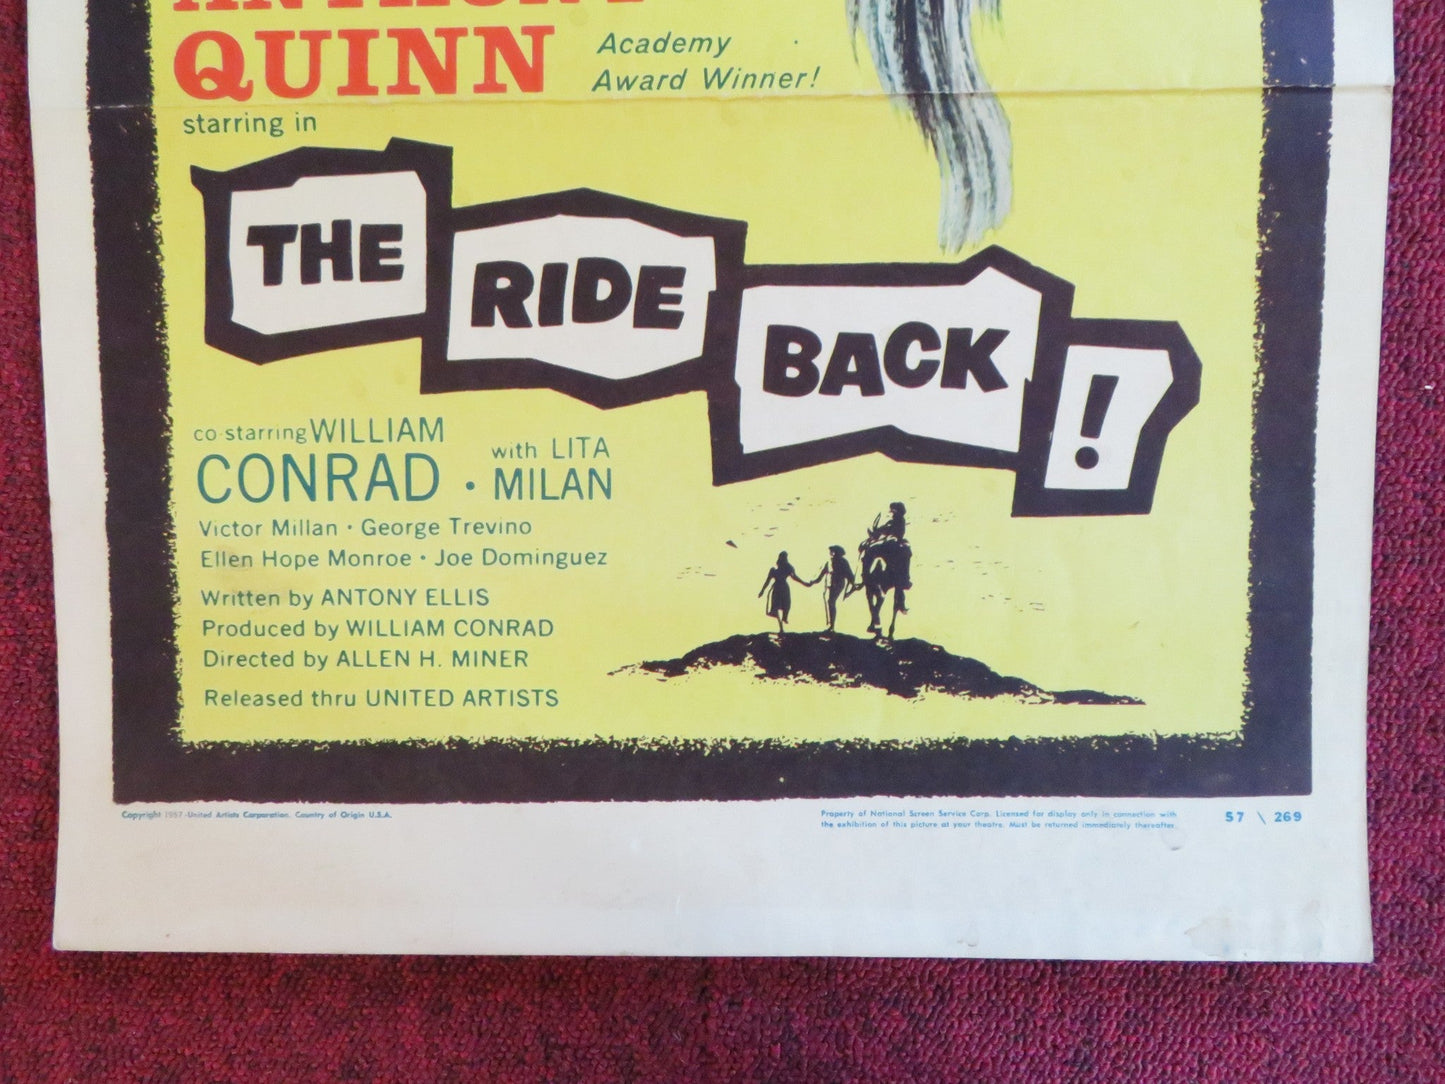 ANTHONY
QUINN
Academy
Award Winner!
starring in
THE RIDE BACK!
co-starring WILLIAM
CONRAD · with LITA
MILAN
Victor Millan · George Trevino
Ellen Hope Monroe · Joe Dominguez
Written by ANTONY ELLIS
Produced by WILLIAM CONRAD
Directed by ALLEN H. MINER
Released thru UNITED ARTISTS
Copyright 1957 United Artists Corporation. Country of Origin U.S.A.
Property of National Screen Service Corp. Licensed for display only in connection with
the exhibition of this picture at your theatre. Must be returned immediately thereafter.
57 \ 269